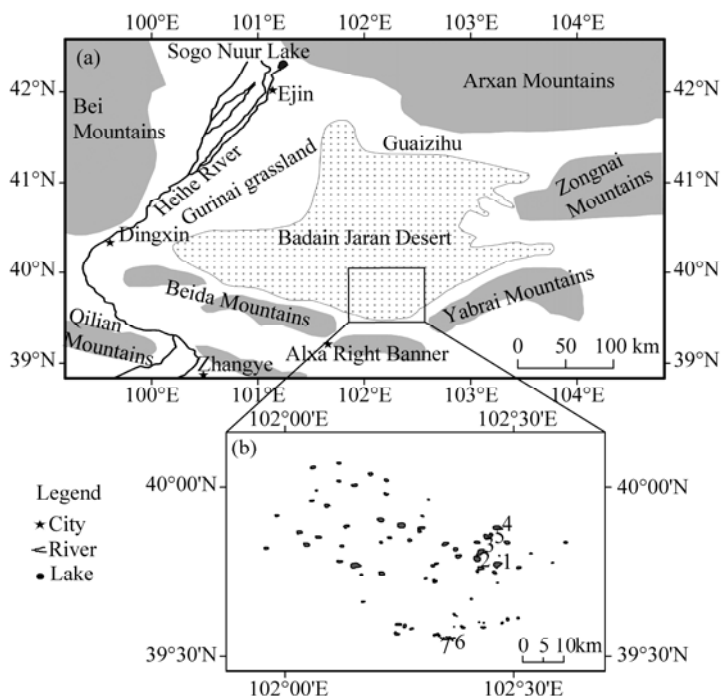 100°E 101°E 102°E 103°E 104°E
(a)
Sogo Nuur Lake
42°N
42°N
Ejin
Arxan Mountains
Bei
Mountains
Guaizihu
41°N
41°N
Heihe River
Gurinai grassland
Zongnai
Mountains
Dingxin
Badain Jaran Desert
40°N
40°N
Beida Mountains
Yabrai Mountains
Qilian
Mountains
Alxa Right Banner
0 50 100 km
39°N
39°N
Zhangye
100°E 101°E 102°E 103°E 104°E
102°00'E 102°30'E
(b)
40°00'N
40°00'N
4
5
3
2 1
6
7
0 5 10km
39°30'N
39°30'N
102°00'E 102°30'E
Legend
City
River
Lake